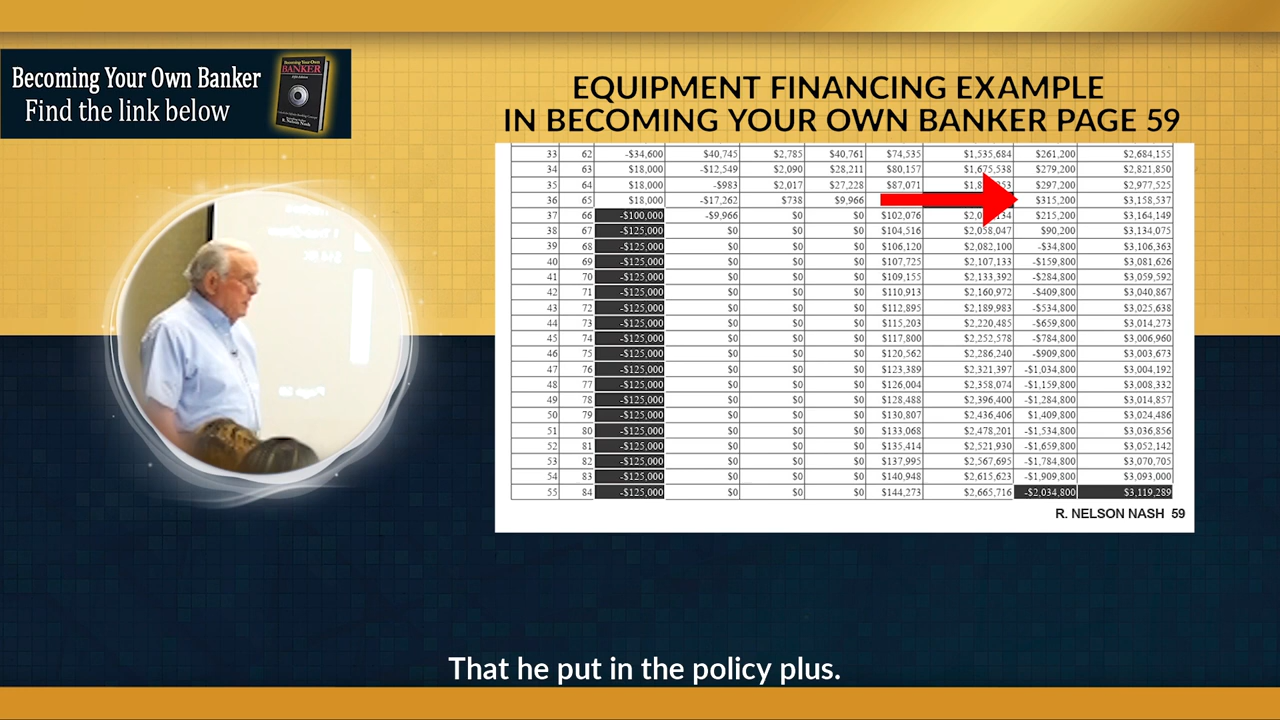 Becoming Your Own Banker
Find the link below
Becoming Your Own
BANKER
R. Nelson Nash
EQUIPMENT FINANCING EXAMPLE
IN BECOMING YOUR OWN BANKER PAGE 59
33 62 -$34,600 $40,745 $2,785 $40,761 $74,535 $1,535,684 $261,200 $2,684,155
34 63 $18,000 -$12,549 $2,090 $28,211 $80,157 $1,675,538 $279,200 $2,821,850
35 64 $18,000 -$983 $2,017 $27,228 $87,071 $297,200 $2,977,525
36 65 $18,000 -$17,262 $738 $9,966 $315,200 $3,158,537
37 66 -$100,000 -$9,966 $0 $0 $102,076 $215,200 $3,164,149
38 67 -$125,000 $0 $0 $0 $104,516 $2,058,047 $90,200 $3,134,075
39 68 -$125,000 $0 $0 $0 $106,120 $2,082,100 -$34,800 $3,106,363
40 69 -$125,000 $0 $0 $0 $107,725 $2,107,133 -$159,800 $3,081,626
41 70 -$125,000 $0 $0 $0 $109,155 $2,133,392 -$284,800 $3,059,592
42 71 -$125,000 $0 $0 $0 $110,913 $2,160,972 -$409,800 $3,040,867
43 72 -$125,000 $0 $0 $0 $112,895 $2,189,983 -$534,800 $3,025,638
44 73 -$125,000 $0 $0 $0 $115,203 $2,220,485 -$659,800 $3,014,273
45 74 -$125,000 $0 $0 $0 $117,800 $2,252,578 -$784,800 $3,006,960
46 75 -$125,000 $0 $0 $0 $120,562 $2,286,240 -$909,800 $3,003,673
47 76 -$125,000 $0 $0 $0 $123,389 $2,321,397 -$1,034,800 $3,004,192
48 77 -$125,000 $0 $0 $0 $126,004 $2,358,074 -$1,159,800 $3,008,332
49 78 -$125,000 $0 $0 $0 $128,488 $2,396,400 -$1,284,800 $3,014,857
50 79 -$125,000 $0 $0 $0 $130,807 $2,436,406 $1,409,800 $3,024,486
51 80 -$125,000 $0 $0 $0 $133,068 $2,478,201 -$1,534,800 $3,036,856
52 81 -$125,000 $0 $0 $0 $135,414 $2,521,930 -$1,659,800 $3,052,142
53 82 -$125,000 $0 $0 $0 $137,995 $2,567,695 -$1,784,800 $3,070,705
54 83 -$125,000 $0 $0 $0 $140,948 $2,615,623 -$1,909,800 $3,093,000
55 84 -$125,000 $0 $0 $0 $144,273 $2,665,716 -$2,034,800 $3,119,289
R. NELSON NASH 59
That he put in the policy plus.